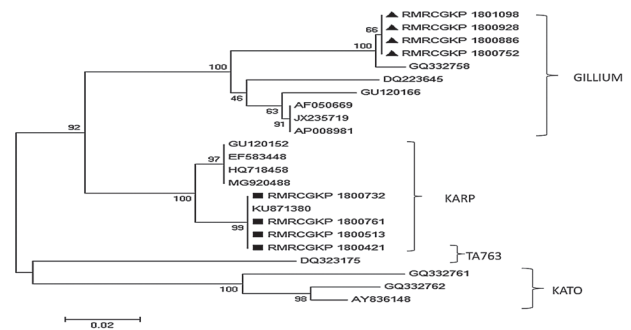 RMRCGKP 1801098
66
RMRCGKP 1800928
RMRCGKP 1800886
100
RMRCGKP 1800752
100
GQ332758
DQ223645
GILLIUM
46
GU120166
63
AF050669
JX235719
91
AP008981
92
GU120152
97
EF583448
HQ718458
MG920488
100
RMRCGKP 1800732
KARP
KU871380
RMRCGKP 1800761
99
RMRCGKP 1800513
RMRCGKP 1800421
DQ323175
TA763
GQ332761
100
GQ332762
KATO
98
AY836148
0.02